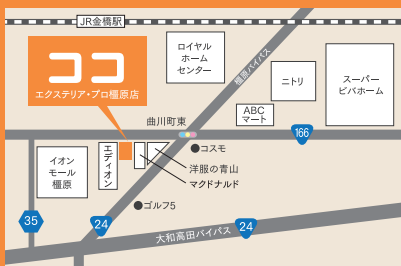 JR金橋駅
ココ
エクステリア・プロ橿原店
ロイヤル
ホーム
センター
橿原バイパス
ニトリ
スーパー
ビバホーム
ABC
マート
曲川町東
166
コスモ
イオン
モール
橿原
エディオン
洋服の青山
マクドナルド
ゴルフ5
35
24
大和高田バイパス
24